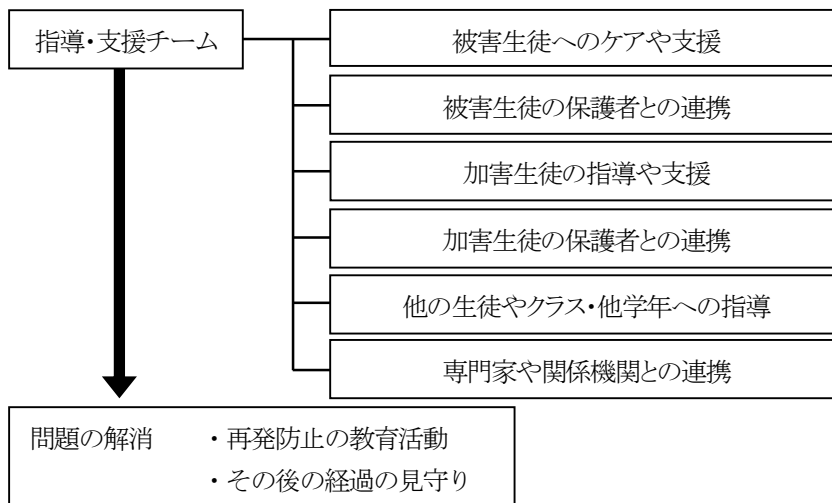 指導・支援チーム
被害生徒へのケアや支援
被害生徒の保護者との連携
加害生徒の指導や支援
加害生徒の保護者との連携
他の生徒やクラス・他学年への指導
専門家や関係機関との連携
問題の解消 ・再発防止の教育活動
・その後の経過の見守り